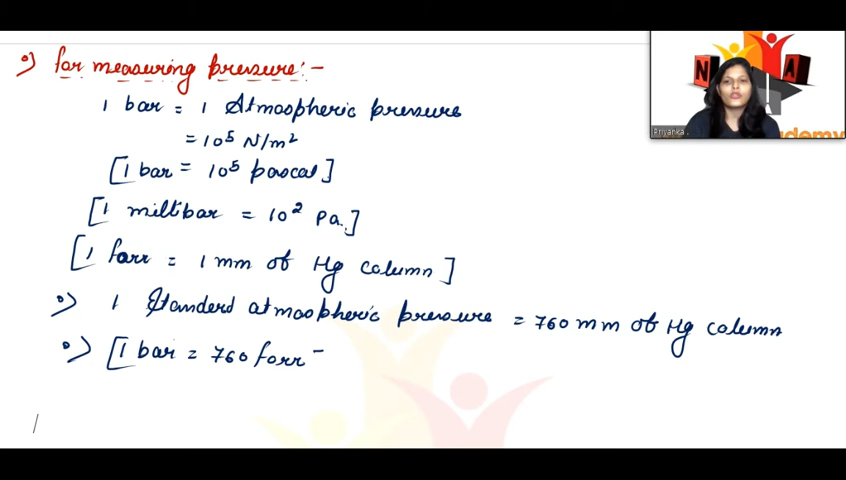 for measuring pressure:-
1 bar = 1 Atmospheric pressure
= 10⁵ N/m²
[1 bar = 10⁵ pascal]
[1 millibar = 10² Pa.]
[1 torr = 1 mm of Hg column]
1 Standerd atmospheric pressure = 760 mm of Hg column
[1 bar = 760 torr -
N A
Priyanka .
demy